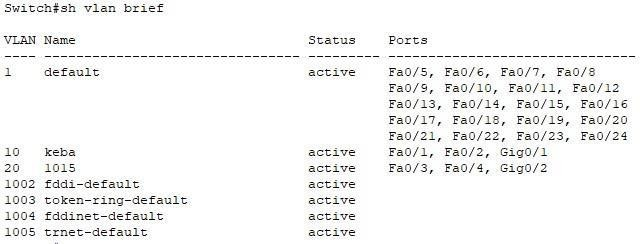 Switch#sh vlan brief
VLAN Name                             Status    Ports
---- -------------------------------- --------- -------------------------------
1    default                          active    Fa0/5, Fa0/6, Fa0/7, Fa0/8
                                                Fa0/9, Fa0/10, Fa0/11, Fa0/12
                                                Fa0/13, Fa0/14, Fa0/15, Fa0/16
                                                Fa0/17, Fa0/18, Fa0/19, Fa0/20
                                                Fa0/21, Fa0/22, Fa0/23, Fa0/24
10   keba                             active    Fa0/1, Fa0/2, Gig0/1
20   1015                             active    Fa0/3, Fa0/4, Gig0/2
1002 fddi-default                     active
1003 token-ring-default               active
1004 fddinet-default                  active
1005 trnet-default                    active